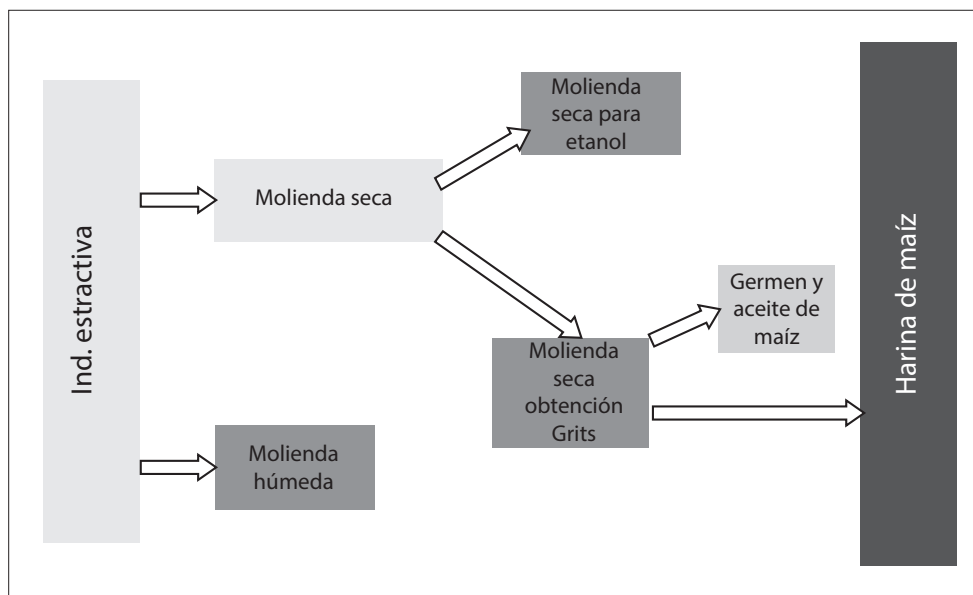 Ind. estractiva
Molienda seca
Molienda
húmeda
Molienda
seca para
etanol
Molienda
seca
obtención
Grits
Germen y
aceite de
maíz
Harina de maíz